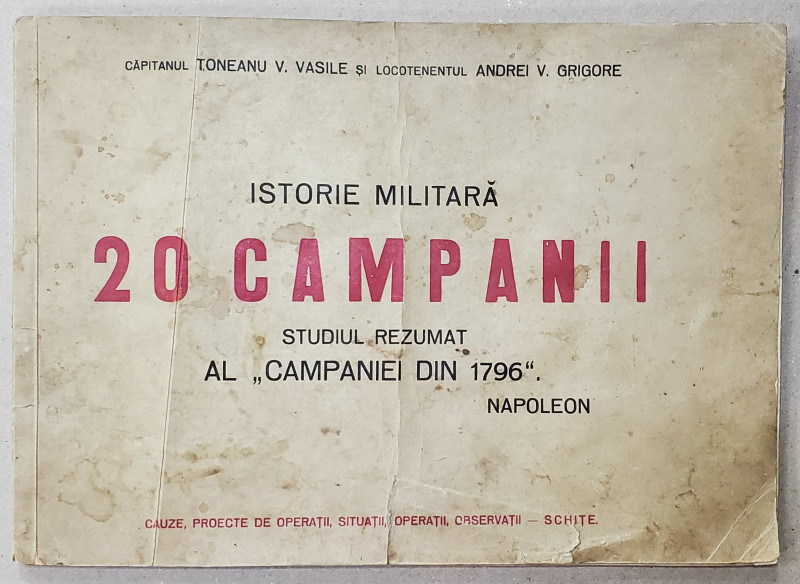 CĂPITANUL TONEANU V. VASILE ȘI LOCOTENENTUL ANDREI V. GRIGORE
ISTORIE MILITARĂ
20 CAMPANII
STUDIUL REZUMAT
AL „CAMPANIEI DIN 1796“.
NAPOLEON
CAUZE, PROECTE DE OPERAȚII, SITUAȚII, OPERAȚII, OBSERVAȚII — SCHIȚE.